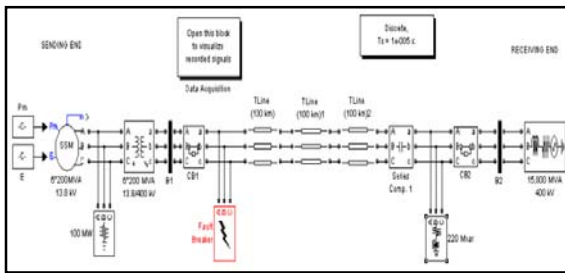 SENDING END
Open this block
to visualize
recorded signals
Data Acquisition
Discrete,
Ts = 1e-005 s.
RECEIVING END
Pm
-C-
Pm
SSM
E
-C-
E
6*200MVA
13.8 kV
A
B
C
a
b
c
6*200 MVA
13.8/400 kV
B1
A
B
C
a
b
c
CB1
TLine
(100 km)
TLine
(100 km)1
TLine
(100 km)2
A
B
C
a
b
c
Series
Comp. 1
A
B
C
a
b
c
CB2
B2
A
B
C
15,000 MVA
400 kV
A B C
100 MW
A B C
Fault
Breaker
A B C
220 Mvar